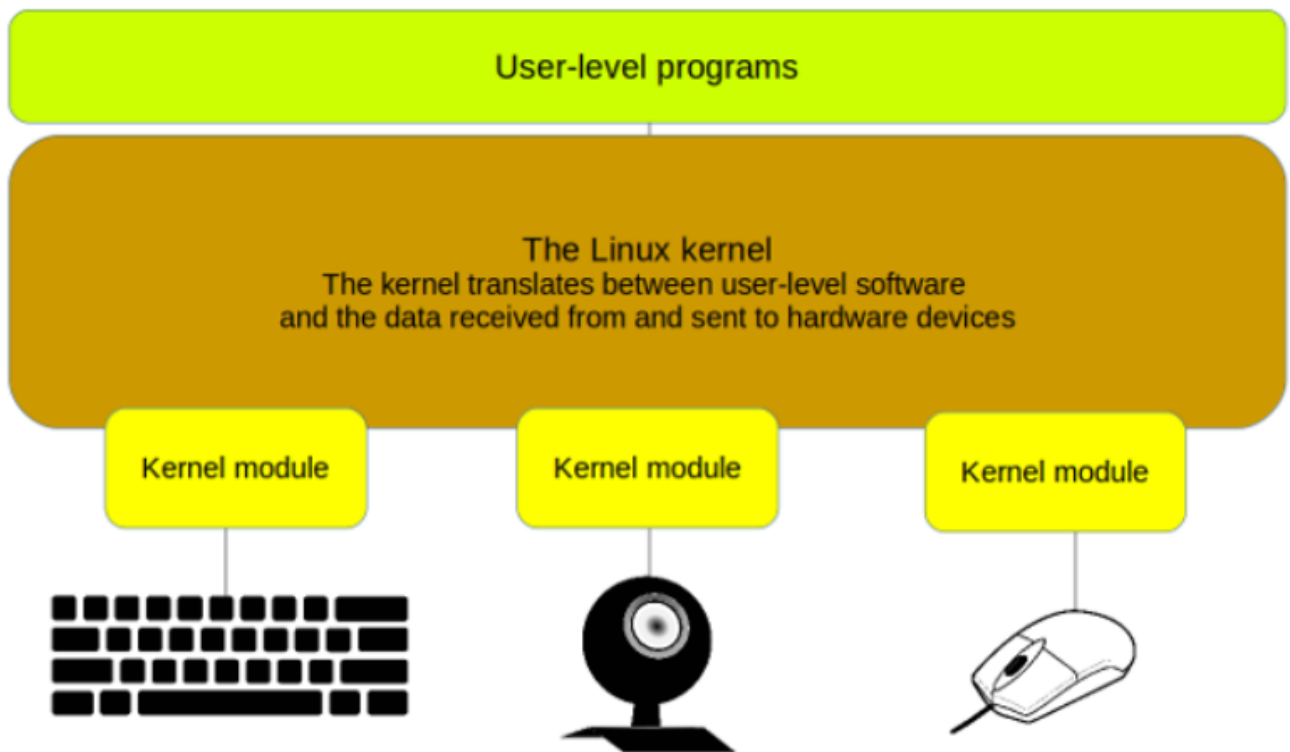 User-level programs
The Linux kernel
The kernel translates between user-level software
and the data received from and sent to hardware devices
Kernel module
Kernel module
Kernel module